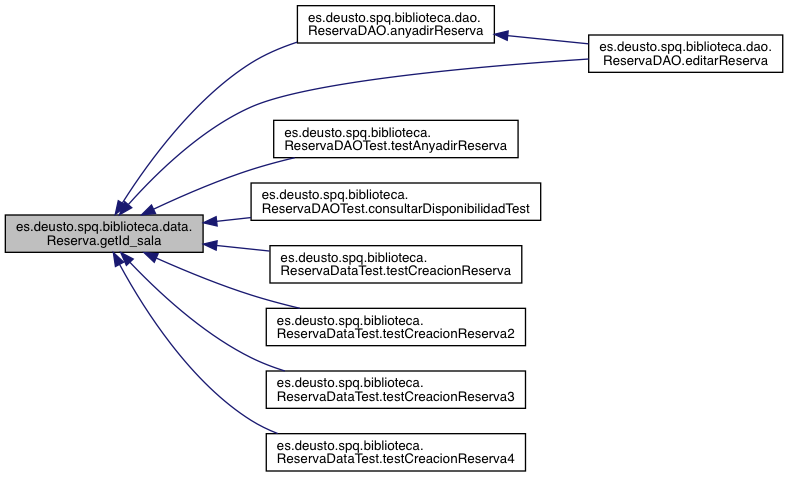 es.deusto.spq.biblioteca.dao.
ReservaDAO.anyadirReserva
es.deusto.spq.biblioteca.dao.
ReservaDAO.editarReserva
es.deusto.spq.biblioteca.
ReservaDAOTest.testAnyadirReserva
es.deusto.spq.biblioteca.
ReservaDAOTest.consultarDisponibilidadTest
es.deusto.spq.biblioteca.data.
Reserva.getId_sala
es.deusto.spq.biblioteca.
ReservaDataTest.testCreacionReserva
es.deusto.spq.biblioteca.
ReservaDataTest.testCreacionReserva2
es.deusto.spq.biblioteca.
ReservaDataTest.testCreacionReserva3
es.deusto.spq.biblioteca.
ReservaDataTest.testCreacionReserva4